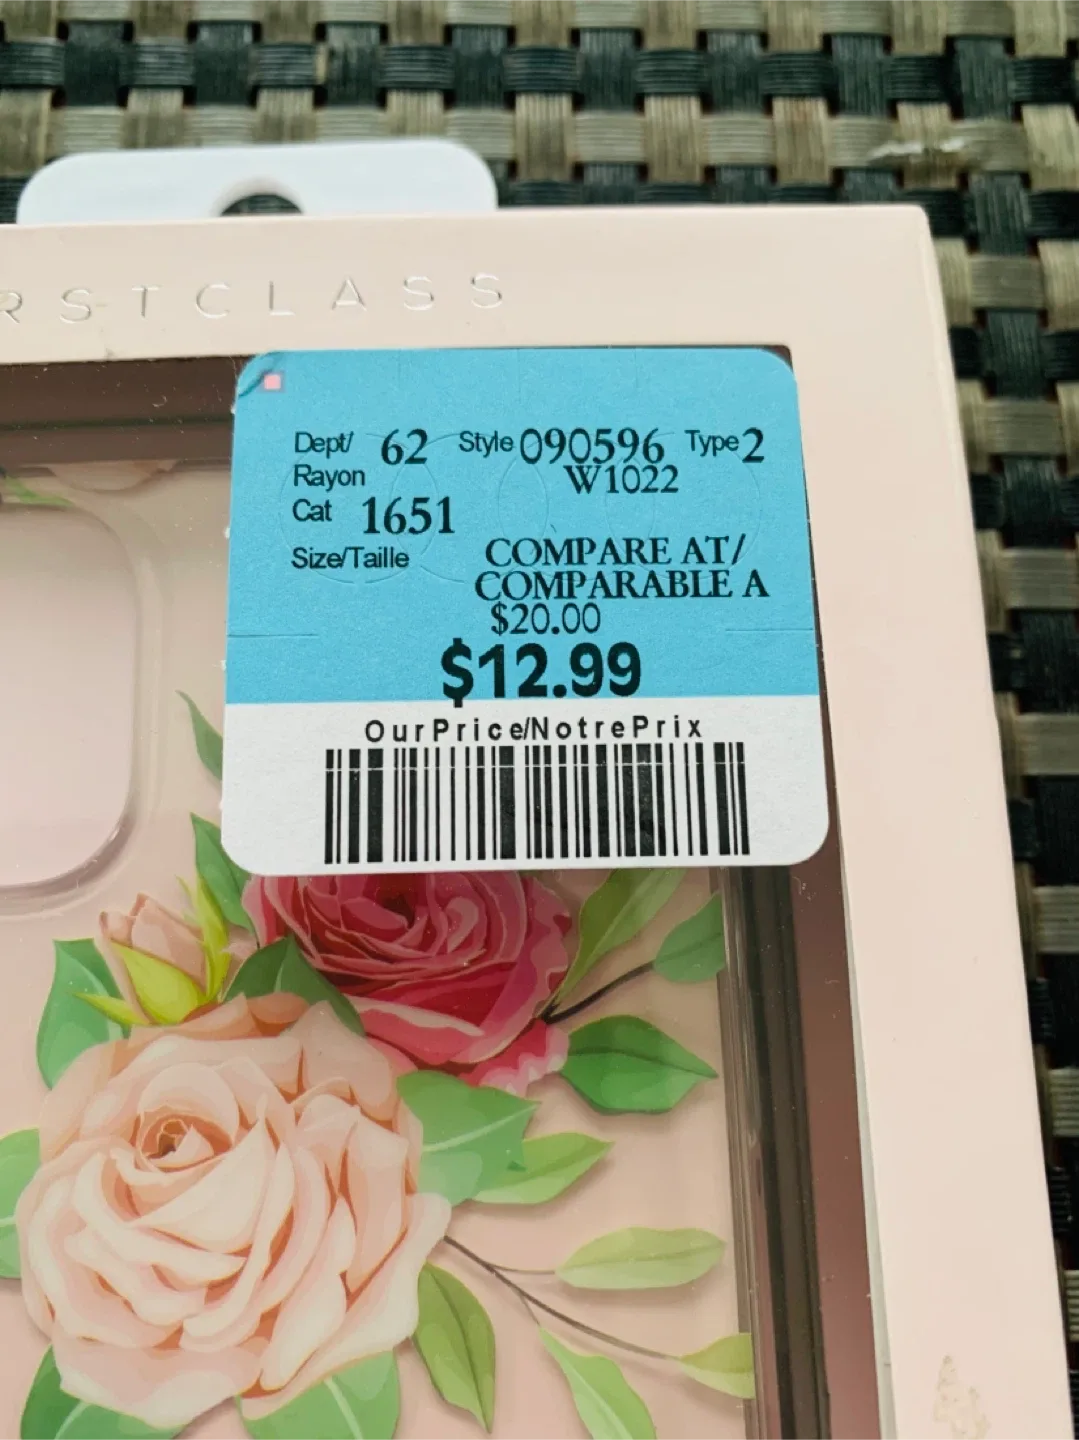 RSTCLASS
Dept/ 62 Style 090596 Type 2
Rayon W1022
Cat 1651
Size/Taille COMPARE AT/
COMPARABLE A
$20.00
$12.99
OurPrice/NotrePrix